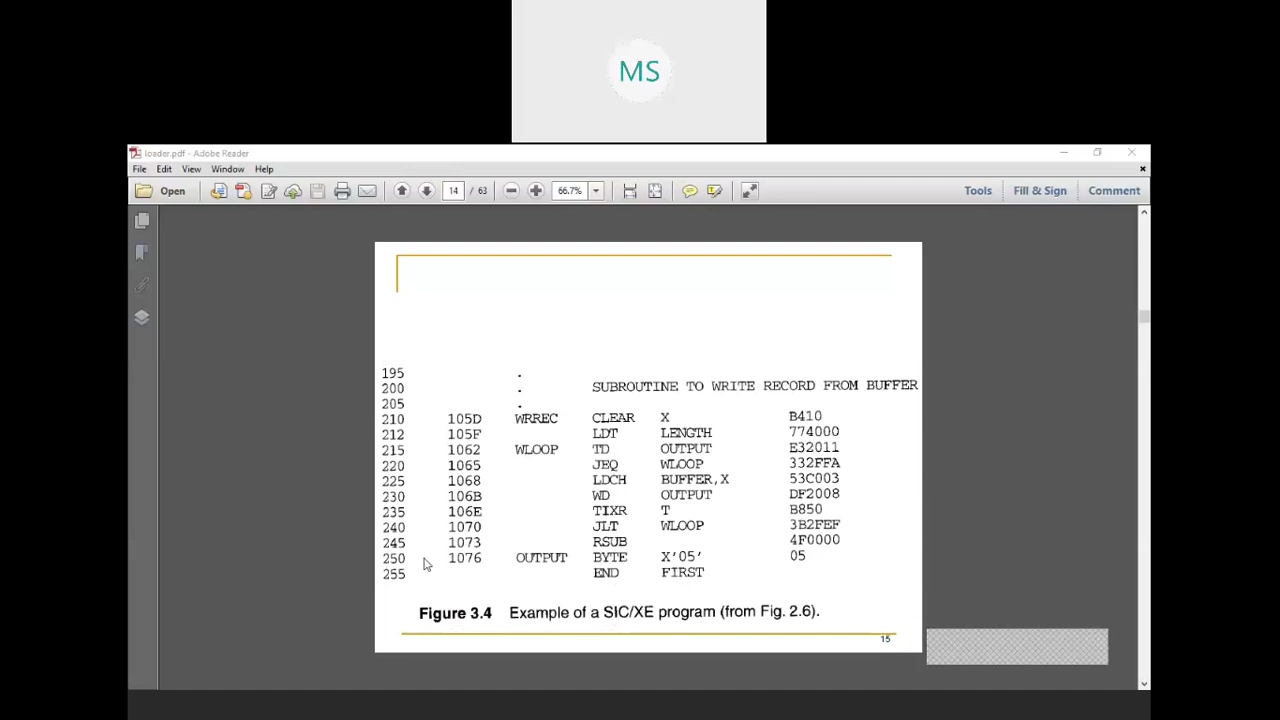 MS
loader.pdf - Adobe Reader
File Edit View Window Help
Open 14 / 63 66.7% Tools Fill & Sign Comment
195 .
200 . SUBROUTINE TO WRITE RECORD FROM BUFFER
205 .
210 105D WRREC CLEAR X B410
212 105F LDT LENGTH 774000
215 1062 WLOOP TD OUTPUT E32011
220 1065 JEQ WLOOP 332FFA
225 1068 LDCH BUFFER,X 53C003
230 106B WD OUTPUT DF2008
235 106E TIXR T B850
240 1070 JLT WLOOP 3B2FEF
245 1073 RSUB 4F0000
250 1076 OUTPUT BYTE X'05' 05
255 END FIRST
Figure 3.4 Example of a SIC/XE program (from Fig. 2.6).
15